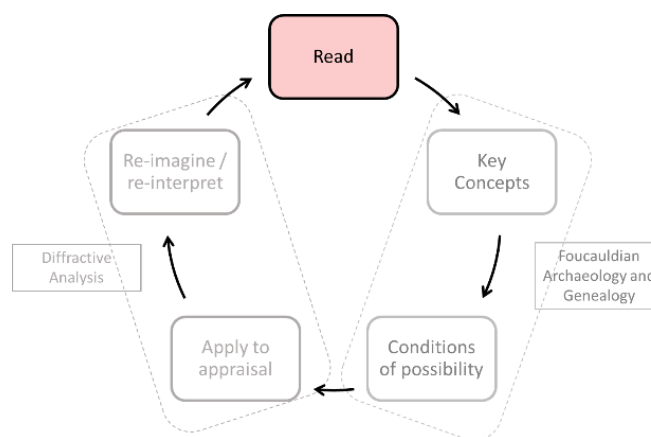 Read
Re-imagine /
re-interpret
Key
Concepts
Diffractive
Analysis
Foucauldian
Archaeology and
Genealogy
Apply to
appraisal
Conditions
of possibility